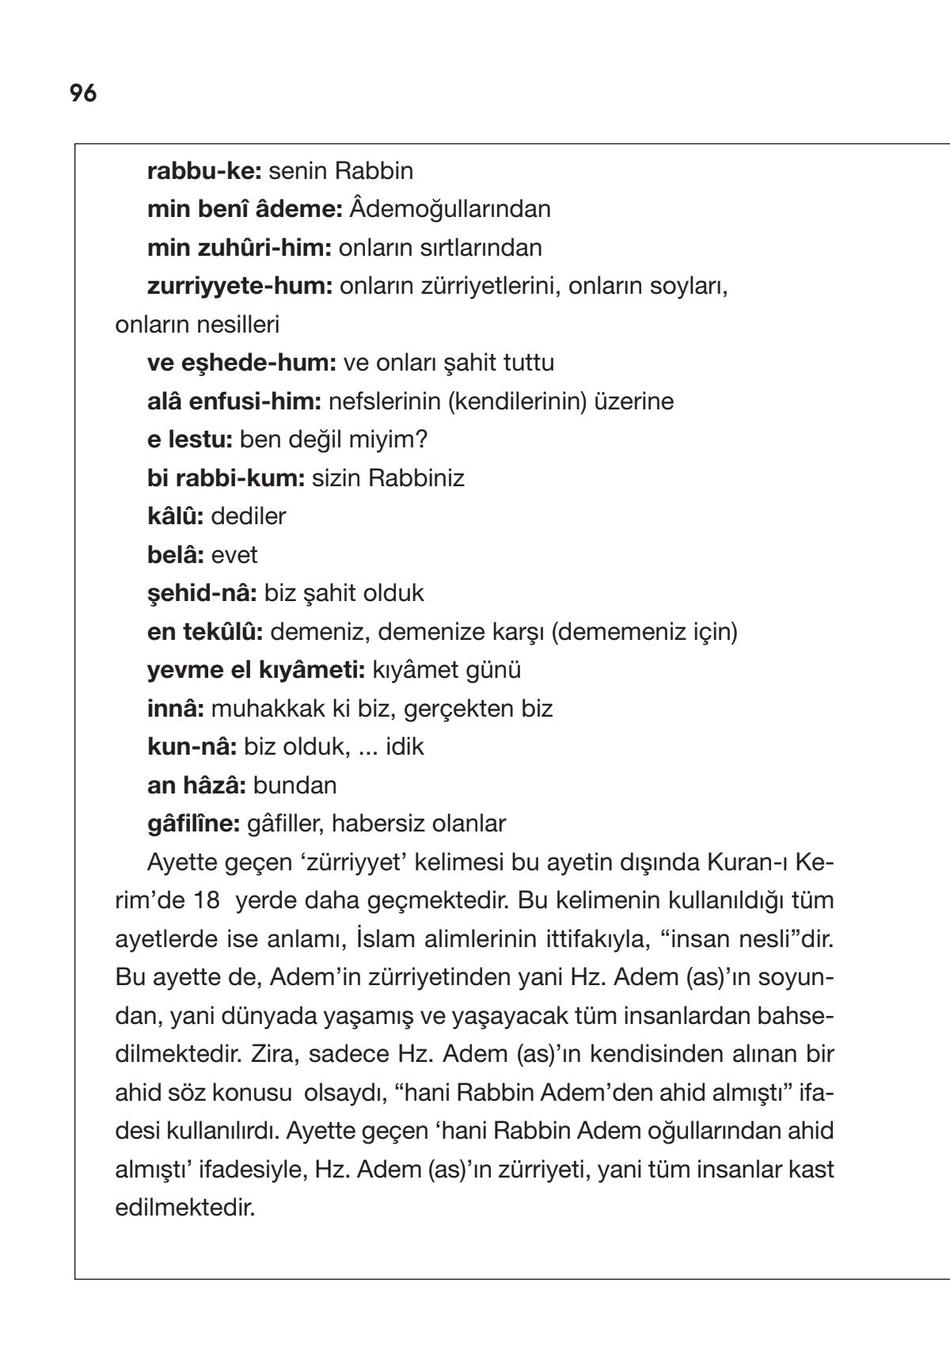 96
rabbu-ke: senin Rabbin
min benî âdeme: Âdemoğullarından
min zuhûri-him: onların sırtlarından
zurriyyete-hum: onların zürriyetlerini, onların soyları,
onların nesilleri
ve eşhede-hum: ve onları şahit tuttu
alâ enfusi-him: nefslerinin (kendilerinin) üzerine
e lestu: ben değil miyim?
bi rabbi-kum: sizin Rabbiniz
kâlû: dediler
belâ: evet
şehid-nâ: biz şahit olduk
en tekûlû: demeniz, demenize karşı (dememeniz için)
yevme el kıyâmeti: kıyâmet günü
innâ: muhakkak ki biz, gerçekten biz
kun-nâ: biz olduk, ... idik
an hâzâ: bundan
gâfilîne: gâfiller, habersiz olanlar
Ayette geçen ‘zürriyyet’ kelimesi bu ayetin dışında Kuran-ı Ke-
rim’de 18 yerde daha geçmektedir. Bu kelimenin kullanıldığı tüm
ayetlerde ise anlamı, İslam alimlerinin ittifakıyla, “insan nesli”dir.
Bu ayette de, Adem’in zürriyetinden yani Hz. Adem (as)’ın soyun-
dan, yani dünyada yaşamış ve yaşayacak tüm insanlardan bahse-
dilmektedir. Zira, sadece Hz. Adem (as)’ın kendisinden alınan bir
ahid söz konusu olsaydı, “hani Rabbin Adem’den ahid almıştı” ifa-
desi kullanılırdı. Ayette geçen ‘hani Rabbin Adem oğullarından ahid
almıştı’ ifadesiyle, Hz. Adem (as)’ın zürriyeti, yani tüm insanlar kast
edilmektedir.